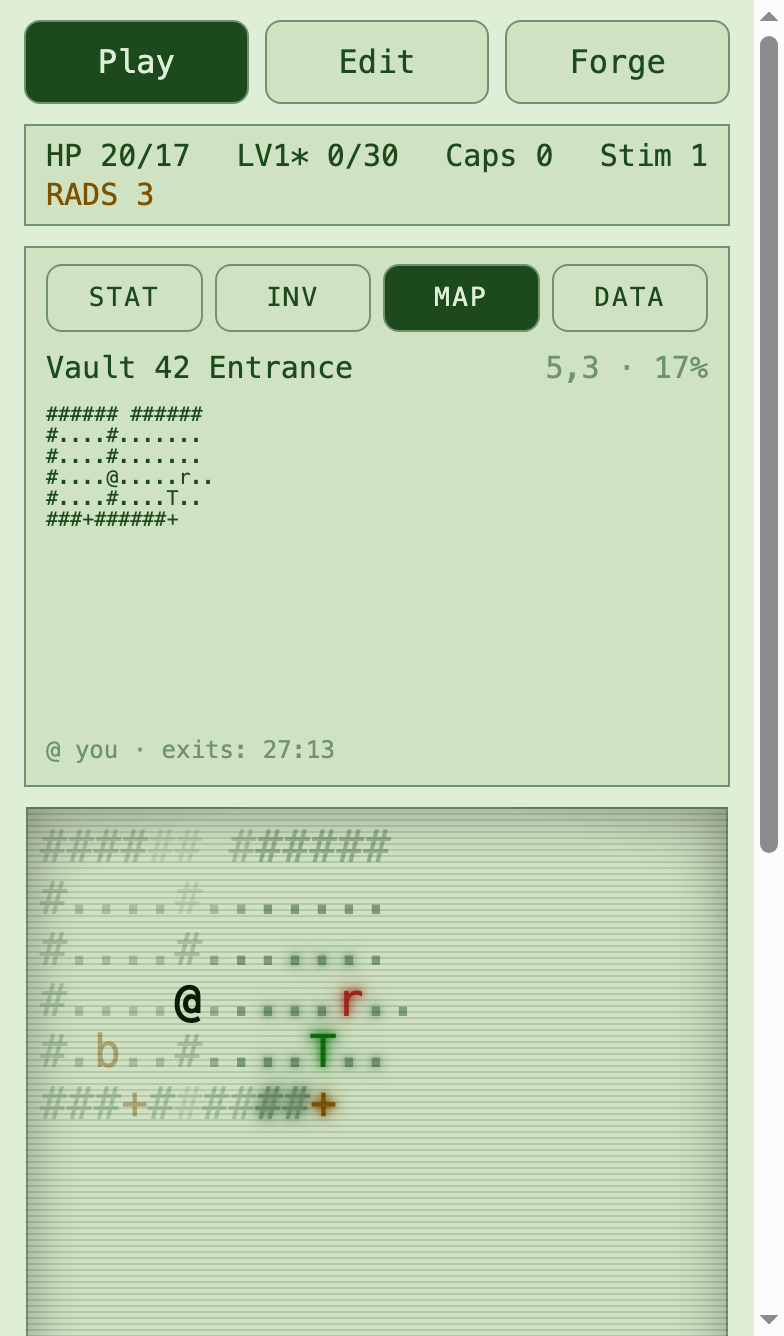 Play Edit Forge
HP 20/17 LV1* 0/30 Caps 0 Stim 1
RADS 3
STAT INV MAP DATA
Vault 42 Entrance 5,3 · 17%
###### ######
#....#.......
#....#.......
#....@.....r..
#....#....T..
###+######+
@ you · exits: 27:13
###### ######
#....#.......
#....#.......
#....@.....r..
#.b..#....T..
###+######+